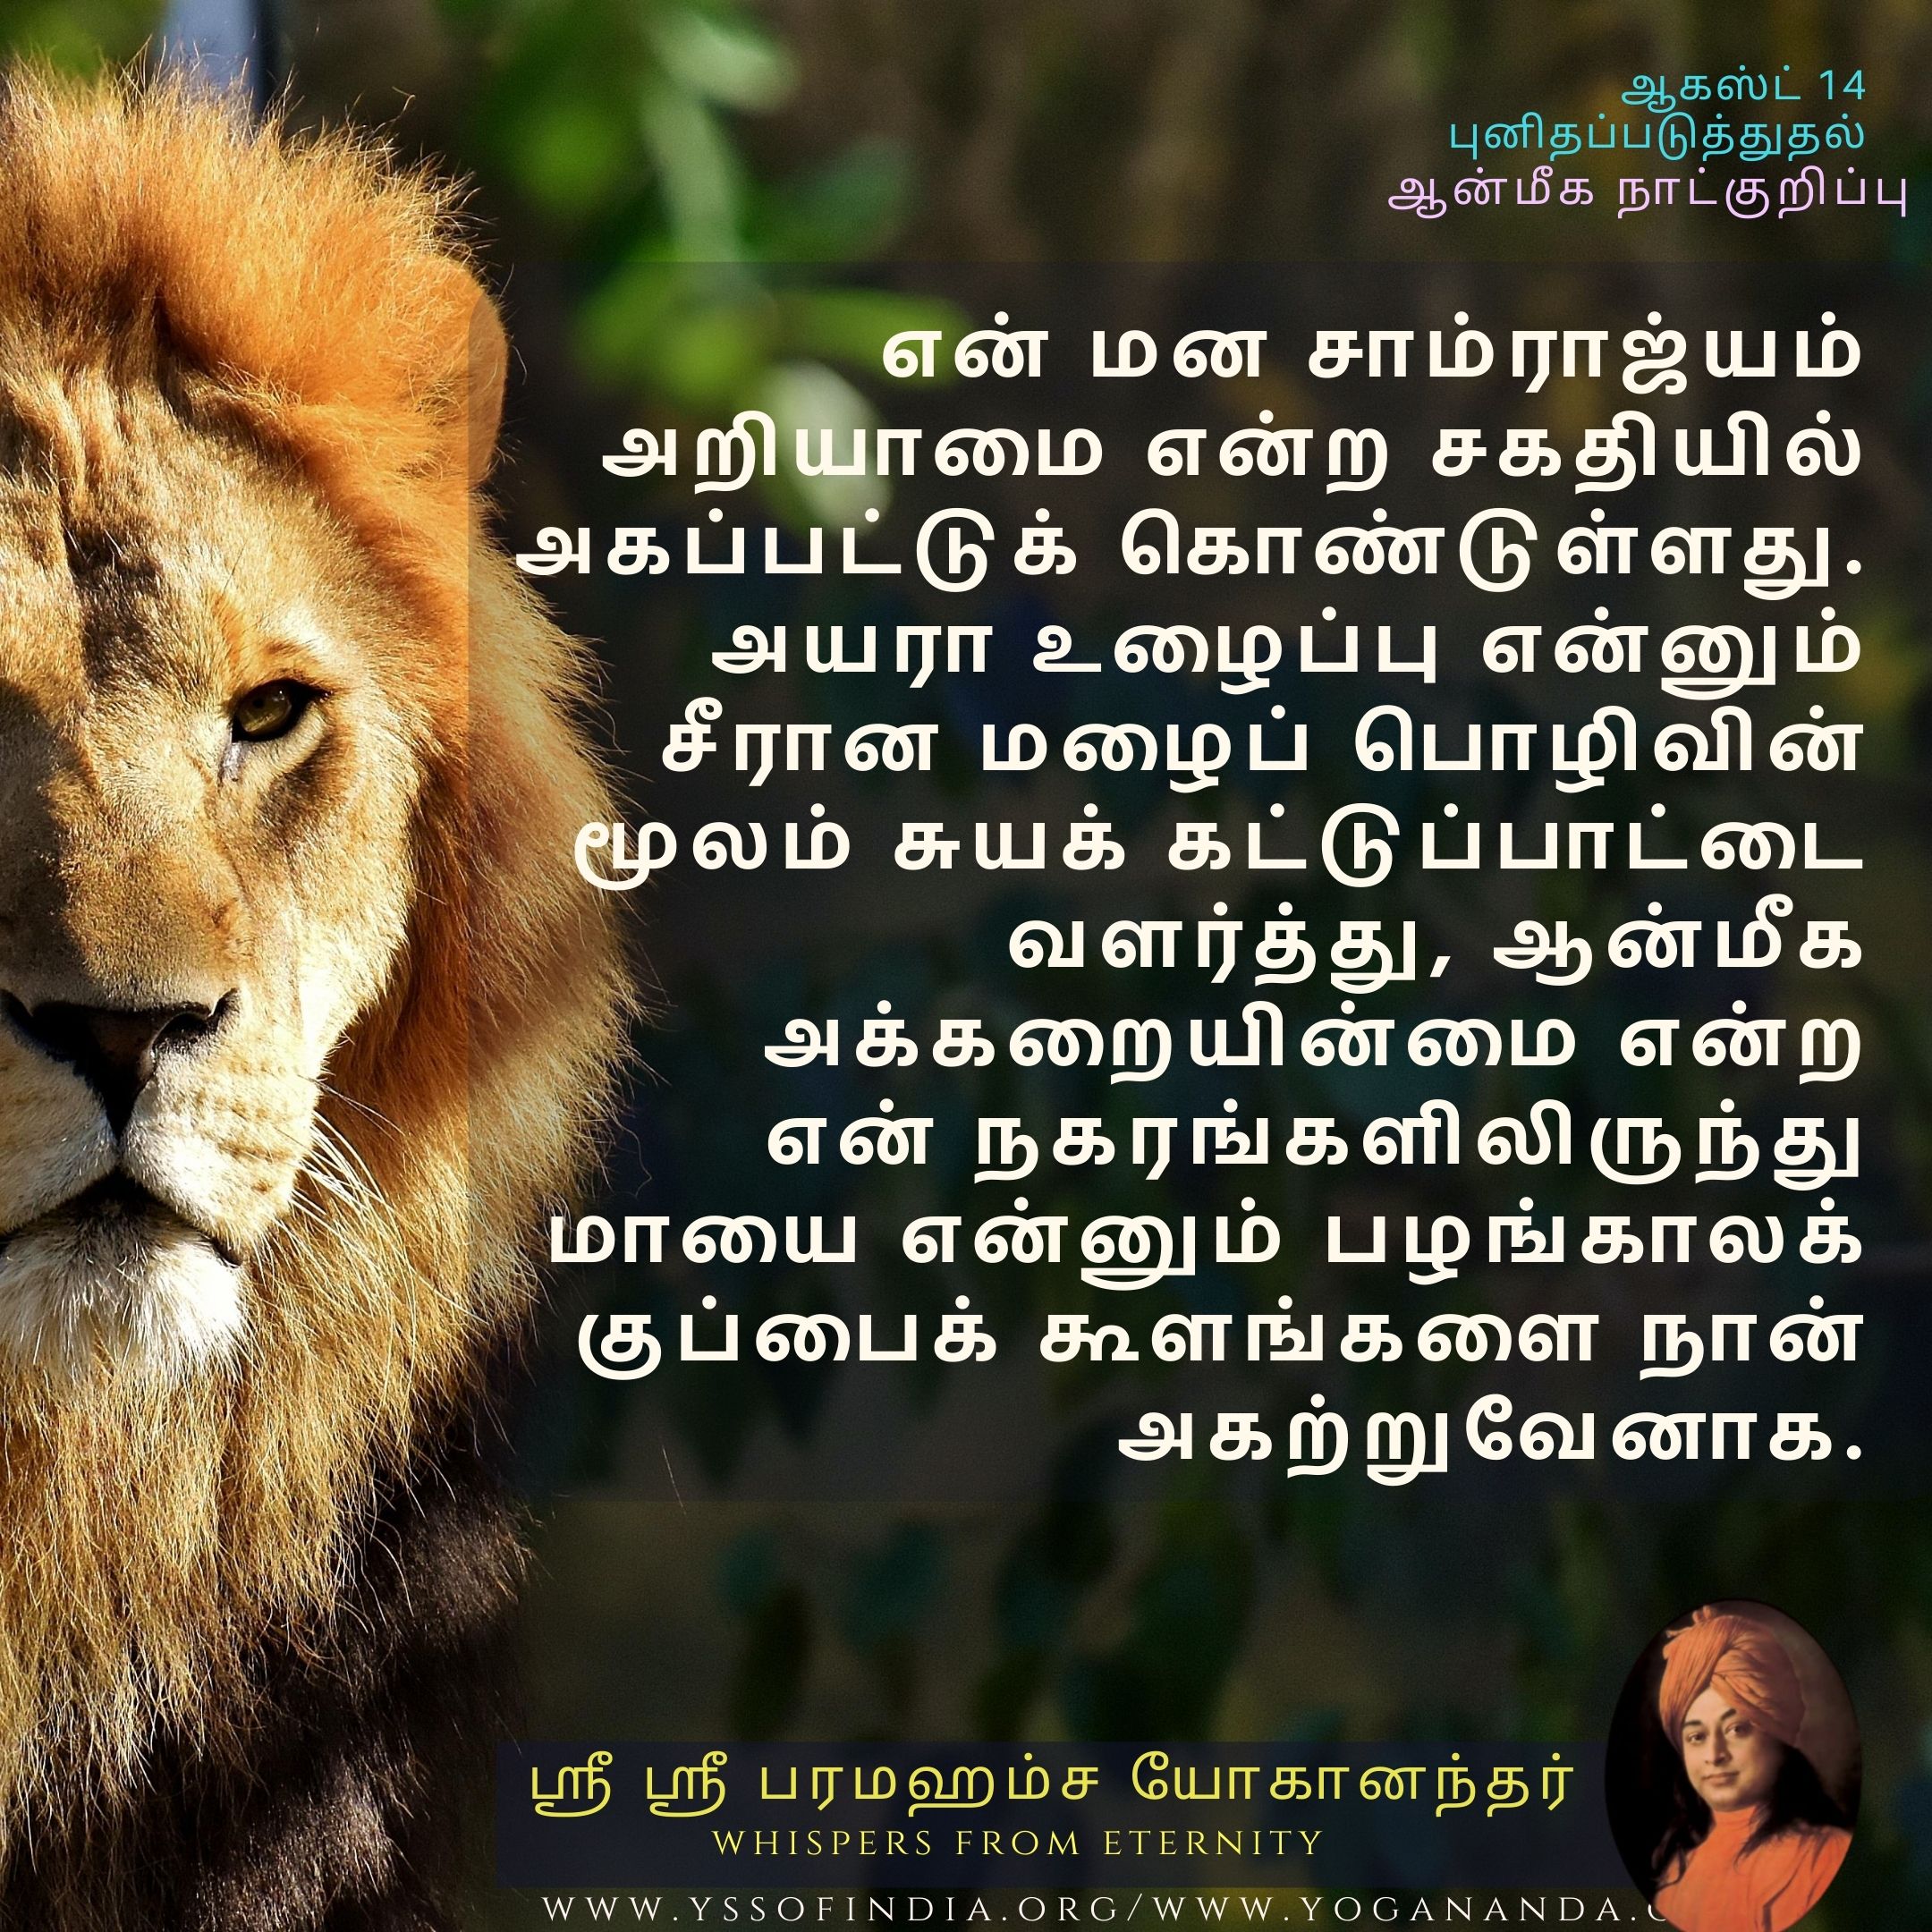 ஆகஸ்ட் 14
புனிதப்படுத்துதல்
ஆன்மீக நாட்குறிப்பு
என் மன சாம்ராஜ்யம்
அறியாமை என்ற சகதியில்
அகப்பட்டுக் கொண்டுள்ளது.
அயரா உழைப்பு என்னும்
சீரான மழைப் பொழிவின்
மூலம் சுயக் கட்டுப்பாட்டை
வளர்த்து, ஆன்மீக
அக்கறையின்மை என்ற
என் நகரங்களிலிருந்து
மாயை என்னும் பழங்காலக்
குப்பைக் கூளங்களை நான்
அகற்றுவேனாக.
ஸ்ரீ ஸ்ரீ பரமஹம்ச யோகானந்தர்
WHISPERS FROM ETERNITY
WWW.YSSOFINDIA.ORG/WWW.YOGANANDA.